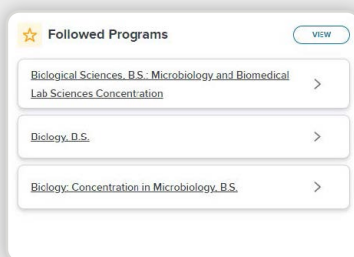 Followed Programs
VIEW
Biological Sciences, B.S.: Microbiology and Biomedical
Lab Sciences Concentration
Biology, B.S.
Biology: Concentration in Microbiology, B.S.